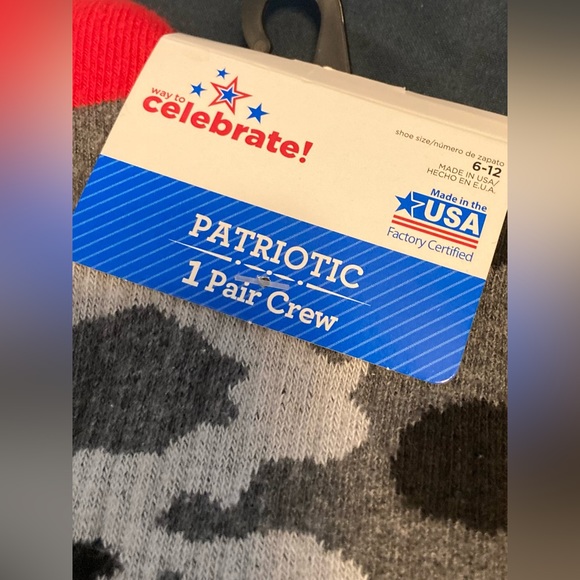 way to
celebrate!
shoe size/número de zapato
6-12
MADE IN USA/
HECHO EN E.U.A.
Made in the
USA
Factory Certified
PATRIOTIC
1 Pair Crew